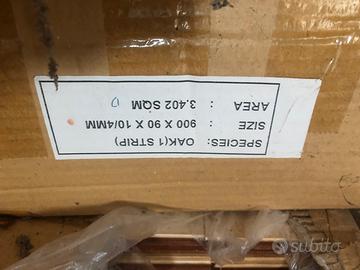 SPECIES: OAK(1 STRIP)
SIZE : 900 X 90 X 10/4MM
AREA : 3.402 SQM
subito